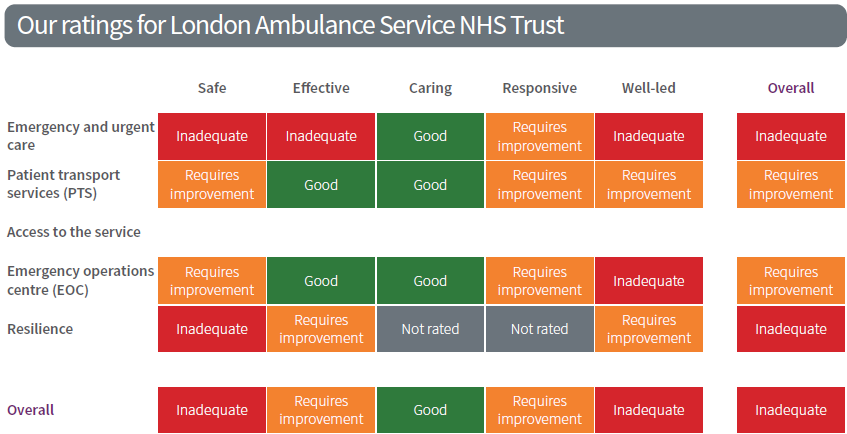 Our ratings for London Ambulance Service NHS Trust
Safe Effective Caring Responsive Well-led Overall
Emergency and urgent care Inadequate Inadequate Good Requires improvement Inadequate Inadequate
Patient transport services (PTS) Requires improvement Good Good Requires improvement Requires improvement Requires improvement
Access to the service
Emergency operations centre (EOC) Requires improvement Good Good Requires improvement Inadequate Requires improvement
Resilience Inadequate Requires improvement Not rated Not rated Requires improvement Inadequate
Overall Inadequate Requires improvement Good Requires improvement Inadequate Inadequate